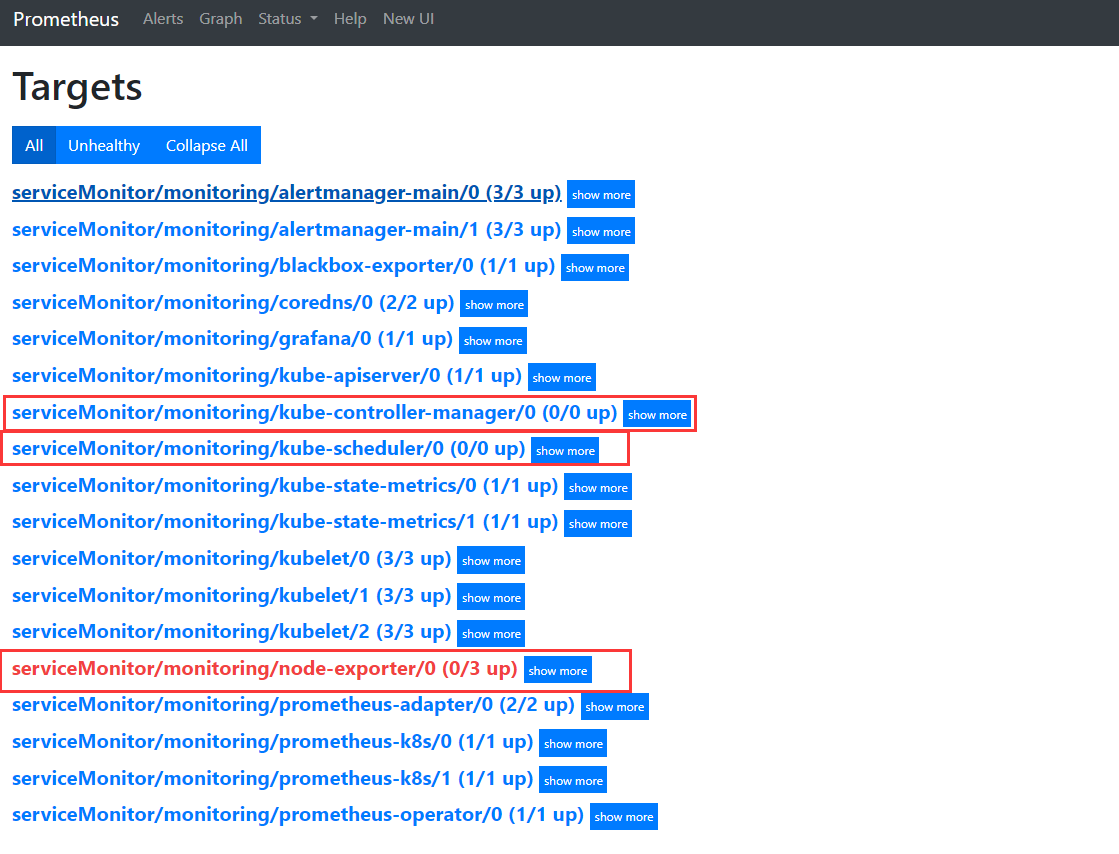 Prometheus Alerts Graph Status Help New UI
Targets
All Unhealthy Collapse All
serviceMonitor/monitoring/alertmanager-main/0 (3/3 up) show more
serviceMonitor/monitoring/alertmanager-main/1 (3/3 up) show more
serviceMonitor/monitoring/blackbox-exporter/0 (1/1 up) show more
serviceMonitor/monitoring/coredns/0 (2/2 up) show more
serviceMonitor/monitoring/grafana/0 (1/1 up) show more
serviceMonitor/monitoring/kube-apiserver/0 (1/1 up) show more
serviceMonitor/monitoring/kube-controller-manager/0 (0/0 up) show more
serviceMonitor/monitoring/kube-scheduler/0 (0/0 up) show more
serviceMonitor/monitoring/kube-state-metrics/0 (1/1 up) show more
serviceMonitor/monitoring/kube-state-metrics/1 (1/1 up) show more
serviceMonitor/monitoring/kubelet/0 (3/3 up) show more
serviceMonitor/monitoring/kubelet/1 (3/3 up) show more
serviceMonitor/monitoring/kubelet/2 (3/3 up) show more
serviceMonitor/monitoring/node-exporter/0 (0/3 up) show more
serviceMonitor/monitoring/prometheus-adapter/0 (2/2 up) show more
serviceMonitor/monitoring/prometheus-k8s/0 (1/1 up) show more
serviceMonitor/monitoring/prometheus-k8s/1 (1/1 up) show more
serviceMonitor/monitoring/prometheus-operator/0 (1/1 up) show more